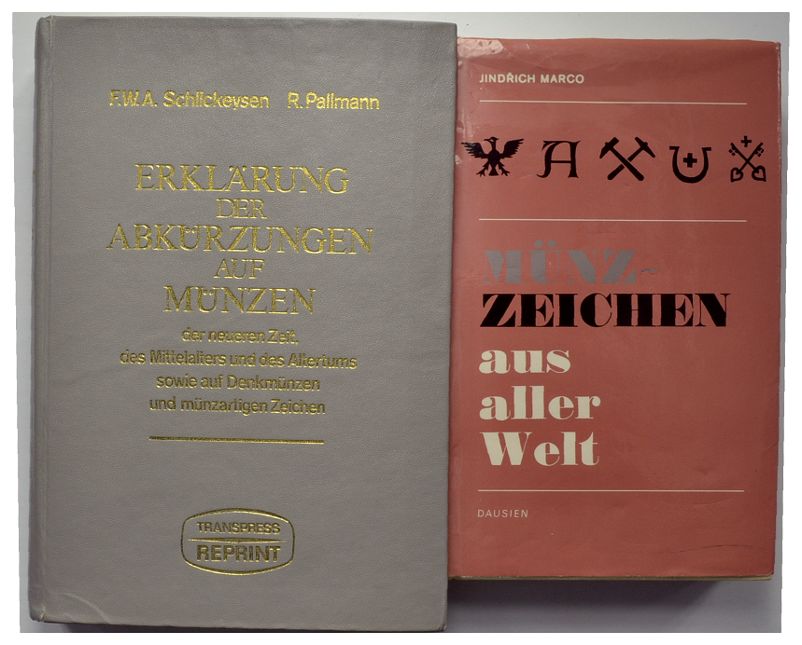 F.W.A. Schlickeysen R. Pallmann
ERKLÄRUNG
DER
ABKÜRZUNGEN
AUF
MÜNZEN
der neueren Zeit,
des Mittelalters und des Altertums
sowie auf Denkmünzen
und münzartigen Zeichen
TRANSPRESS
REPRINT
JINDŘICH MARCO
A
MÜNZ-
ZEICHEN
aus
aller
Welt
DAUSIEN